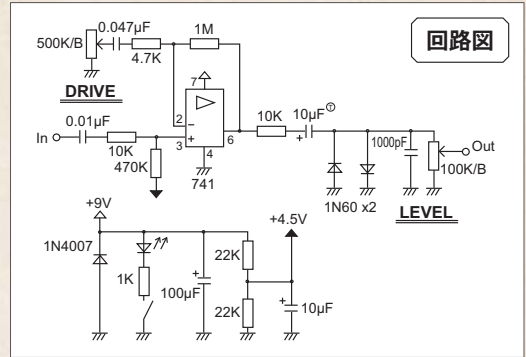 回路図
0.047μF
1M
500K/B
4.7K
DRIVE
7
0.01μF
2
−
+
3
6
4
741
In
10K
470K
10K
10μF Ⓣ
+
1000pF
Out
100K/B
1N60 x2
LEVEL
+9V
+4.5V
1N4007
22K
1K
+
100μF
22K
+
10μF